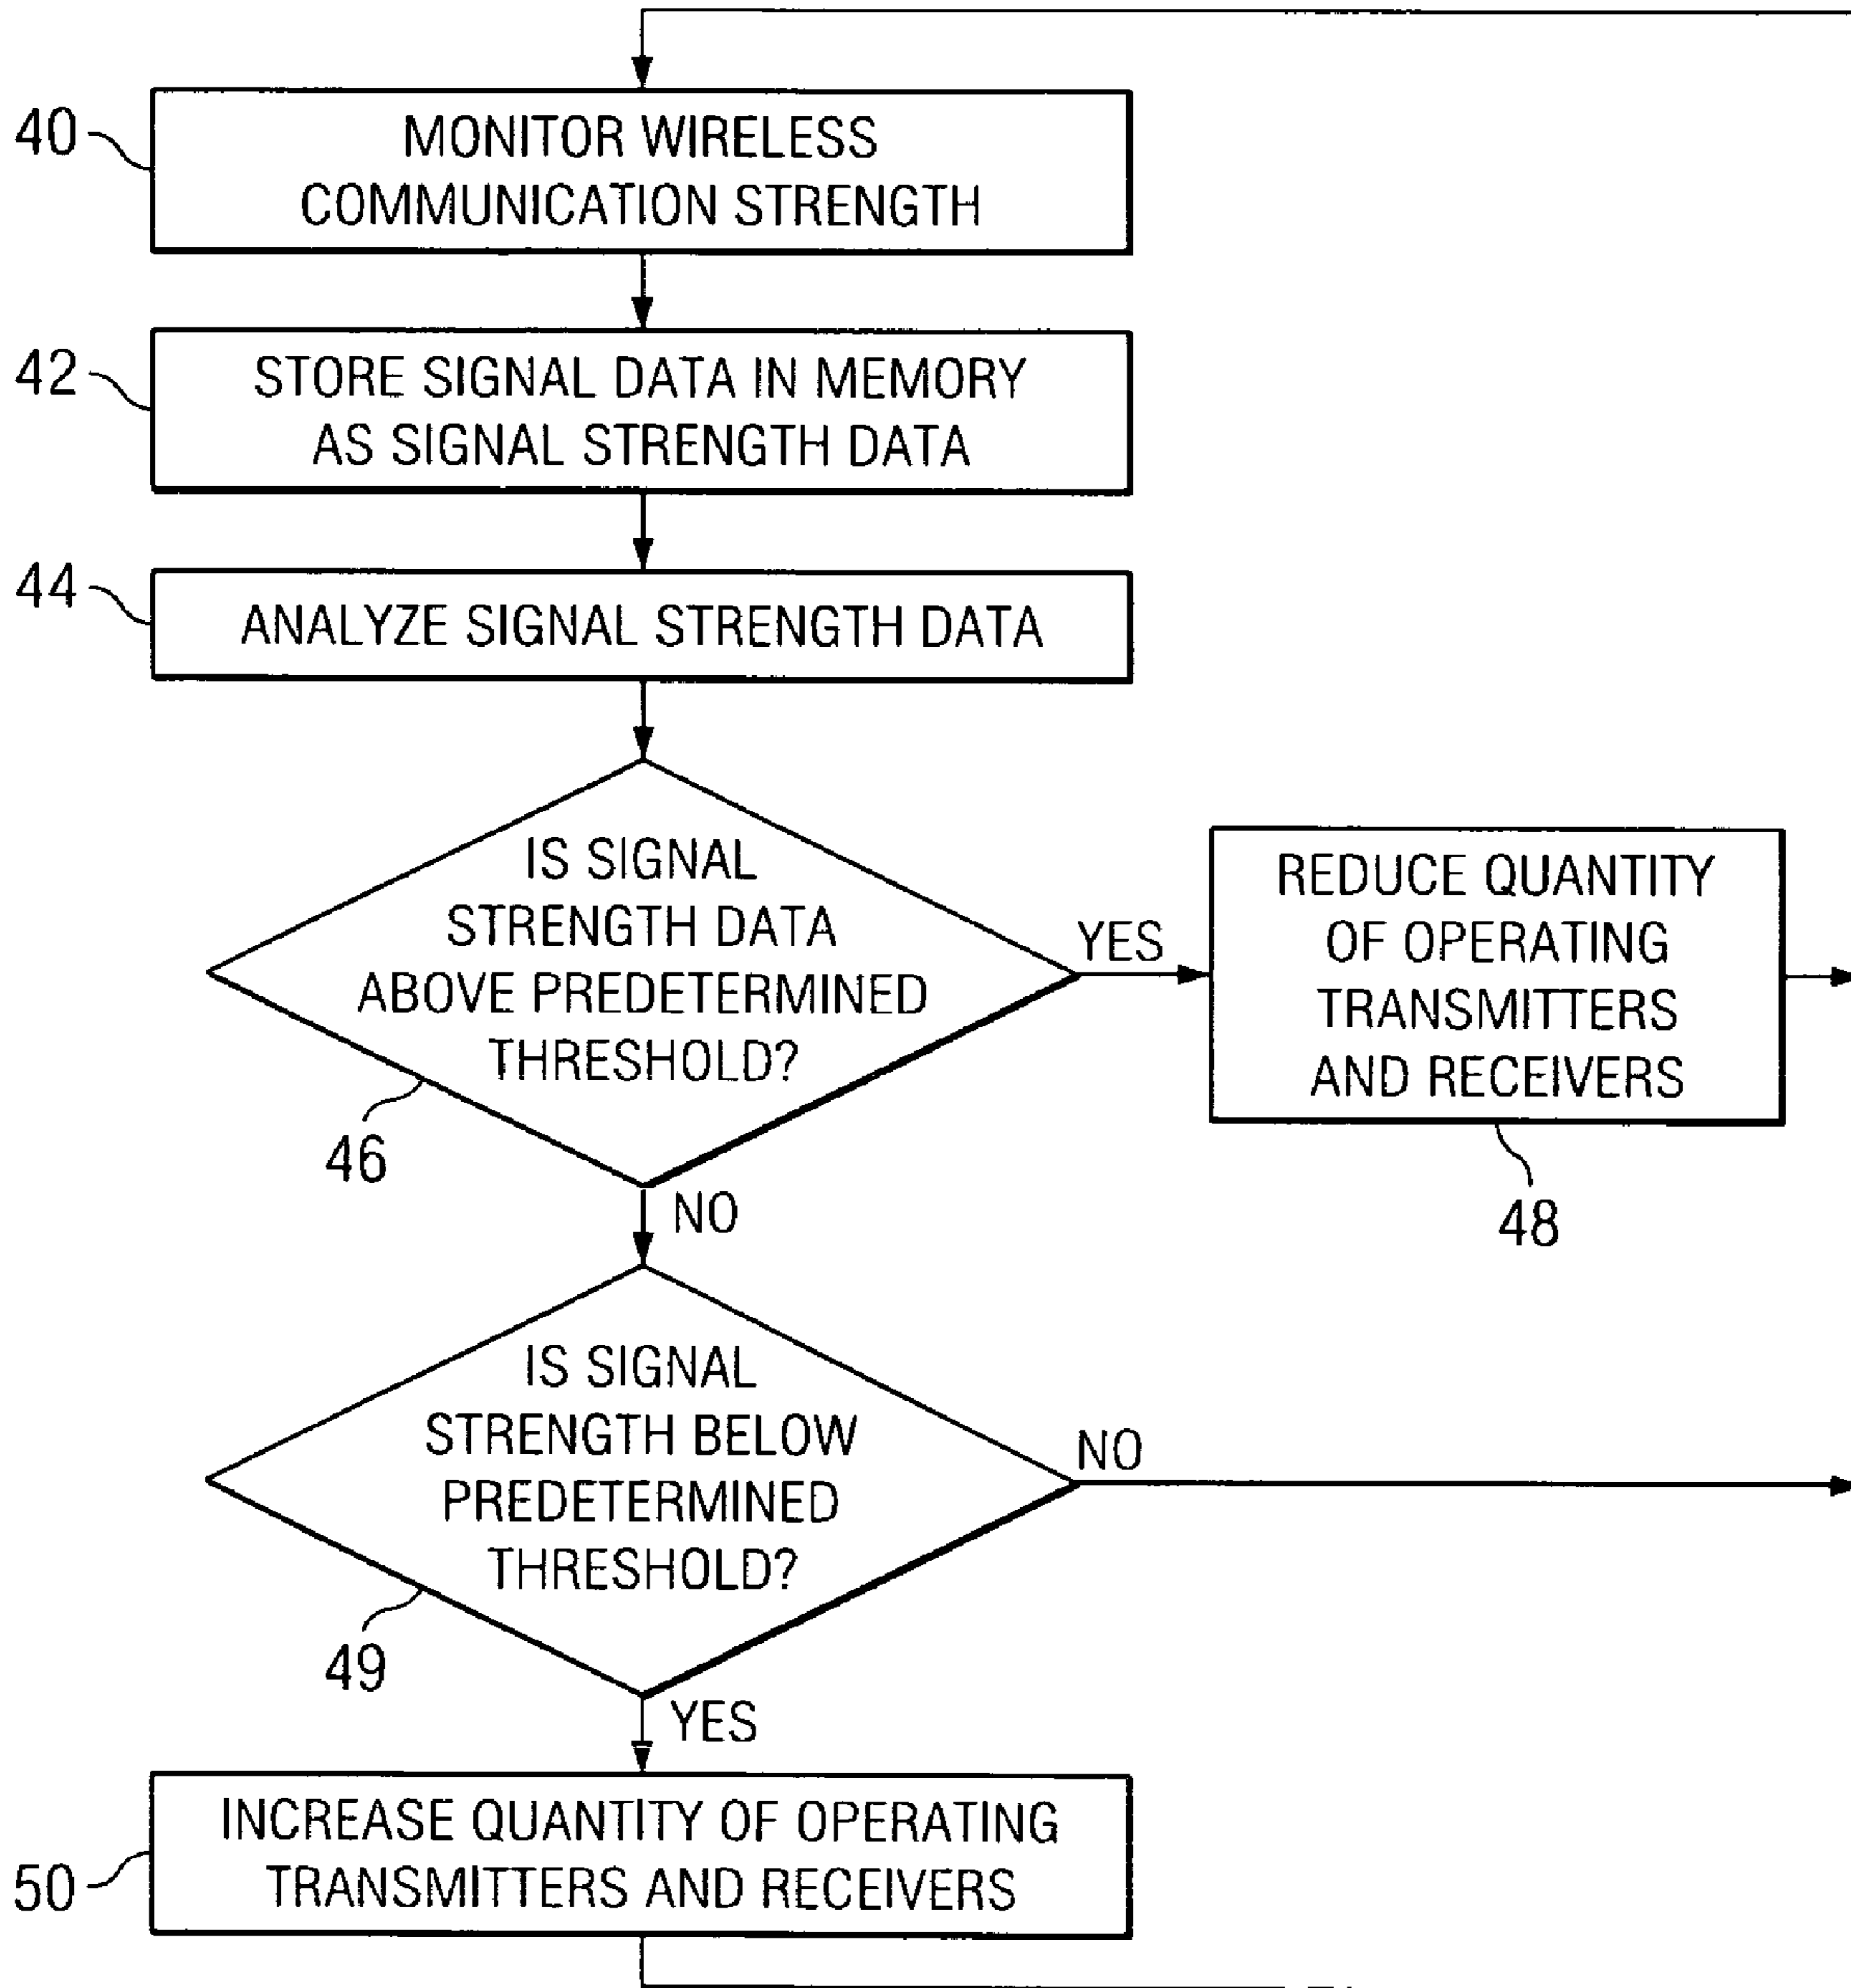 40
MONITOR WIRELESS
COMMUNICATION STRENGTH
42
STORE SIGNAL DATA IN MEMORY
AS SIGNAL STRENGTH DATA
44
ANALYZE SIGNAL STRENGTH DATA
IS SIGNAL
STRENGTH DATA
ABOVE PREDETERMINED
THRESHOLD?
46
YES
REDUCE QUANTITY
OF OPERATING
TRANSMITTERS
AND RECEIVERS
48
NO
IS SIGNAL
STRENGTH BELOW
PREDETERMINED
THRESHOLD?
49
NO
YES
INCREASE QUANTITY OF OPERATING
TRANSMITTERS AND RECEIVERS
50